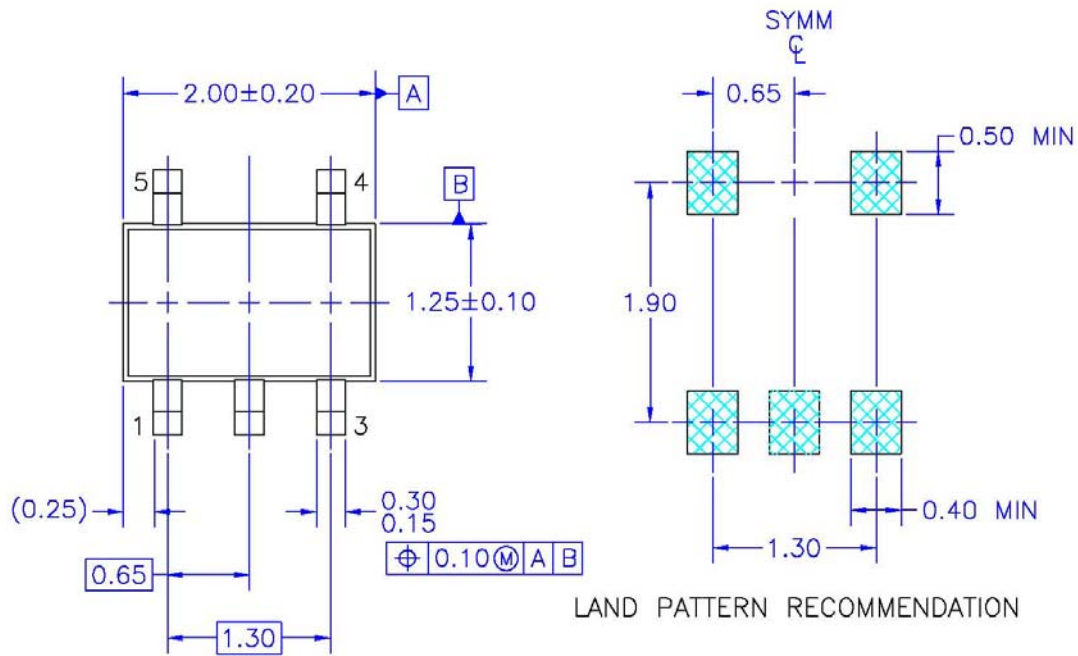 SYMM
℄
2.00±0.20 A
0.65
5 4
B
0.50 MIN
1.25±0.10
1.90
1 3
(0.25)
0.30
0.15
0.40 MIN
⌖ 0.10Ⓜ A B
0.65
1.30
1.30
LAND PATTERN RECOMMENDATION